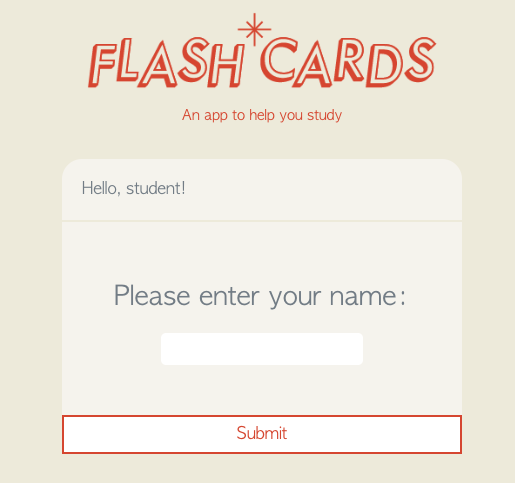 FLASH CARDS
An app to help you study
Hello, student!
Please enter your name:
Submit